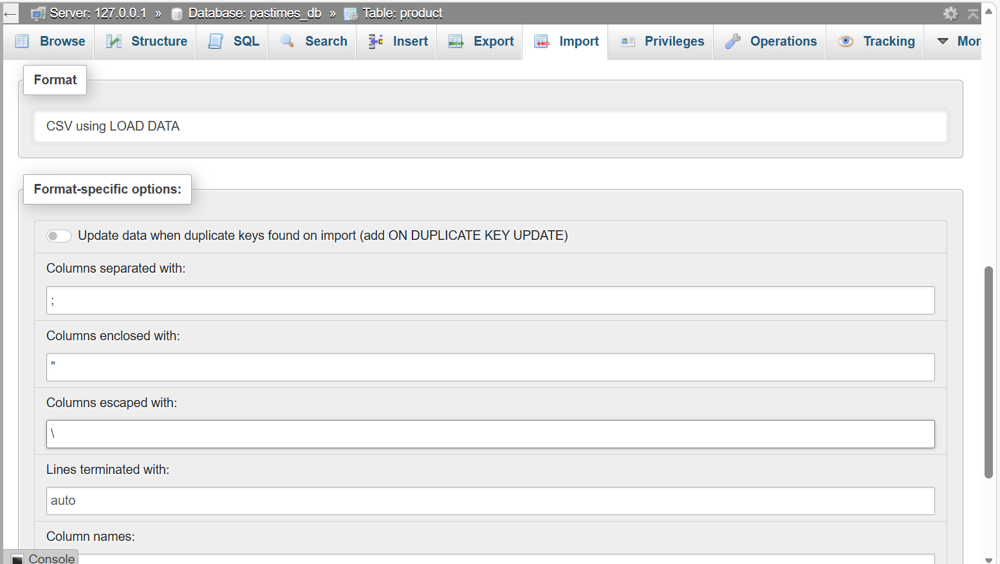 ← Server: 127.0.0.1 » Database: pastimes_db » Table: product
Browse Structure SQL Search Insert Export Import Privileges Operations Tracking
Format
CSV using LOAD DATA
Format-specific options:
Update data when duplicate keys found on import (add ON DUPLICATE KEY UPDATE)
Columns separated with:
;
Columns enclosed with:
"
Columns escaped with:
\
Lines terminated with:
auto
Column names:
Console